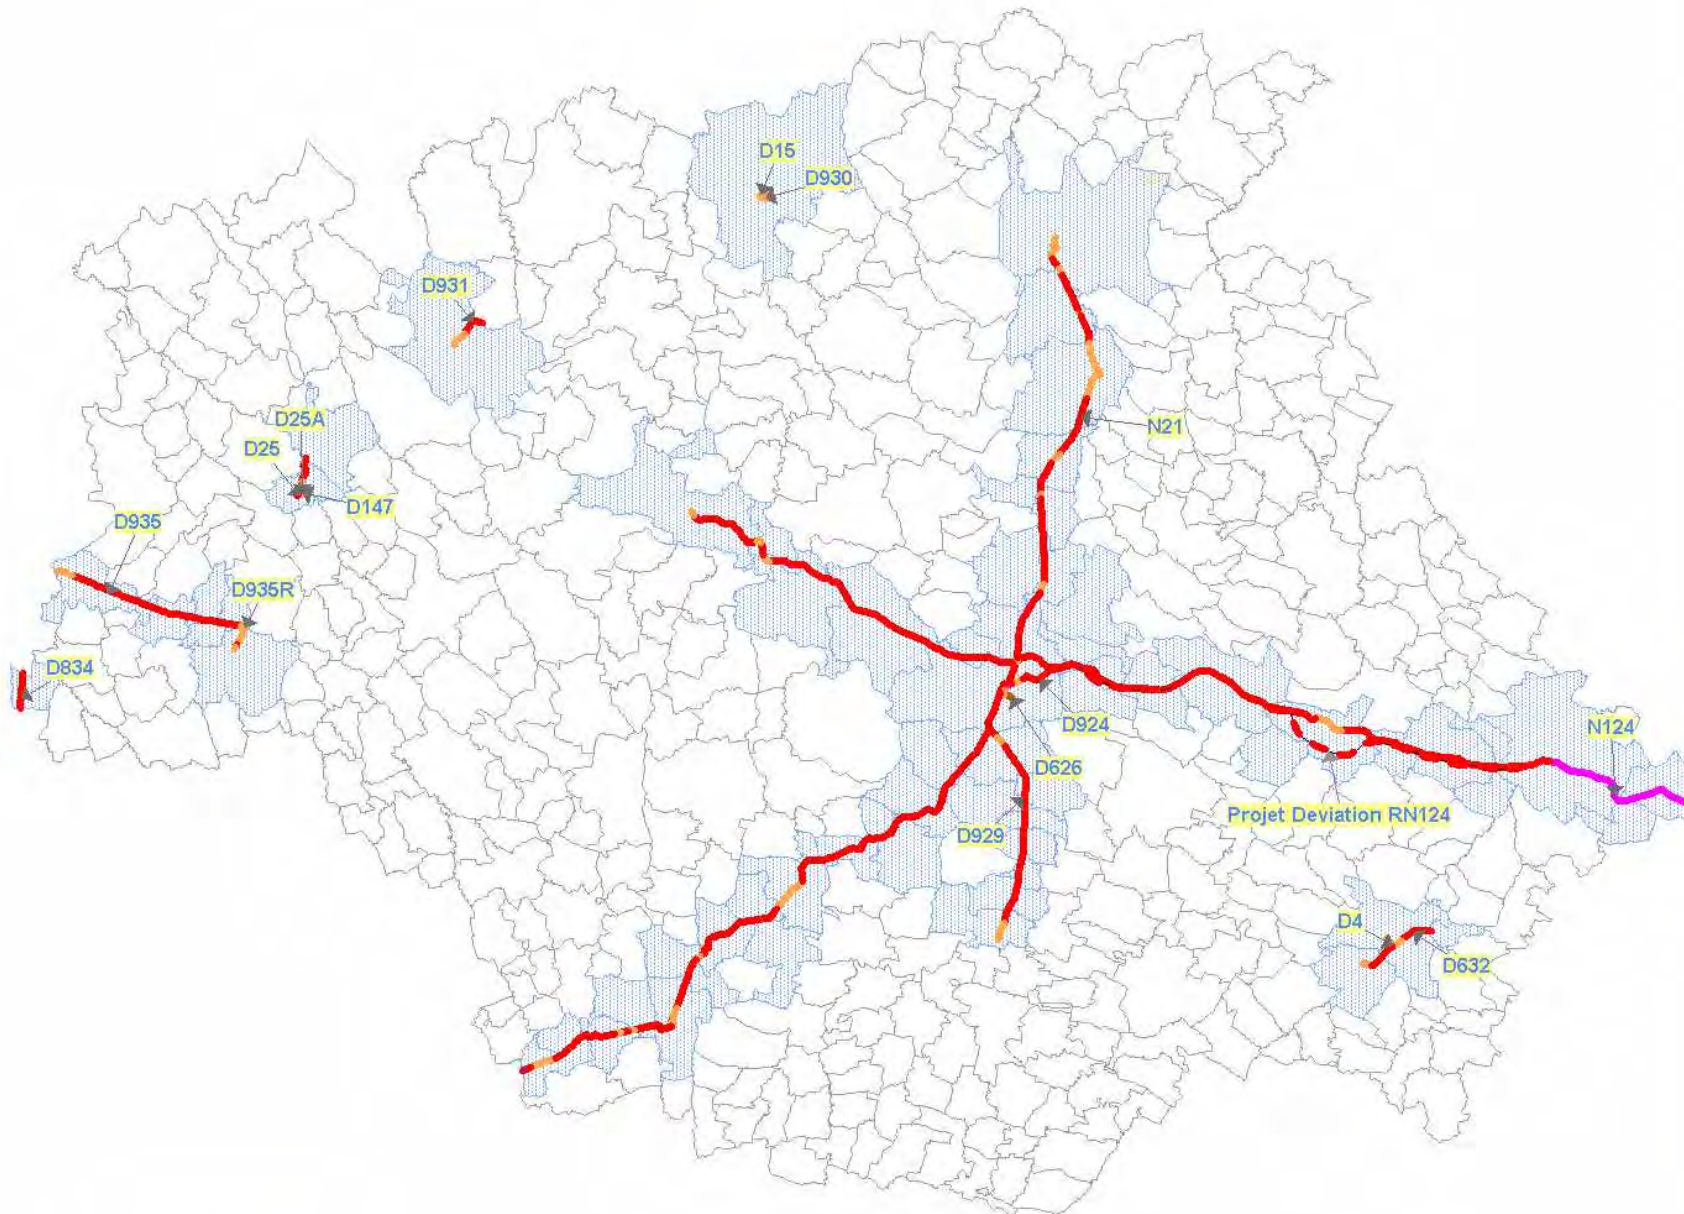 D15
D930
D931
D25A
N21
D25
D147
D935
D935R
D834
D924
N124
D626
Projet Deviation RN124
D929
D4
D632